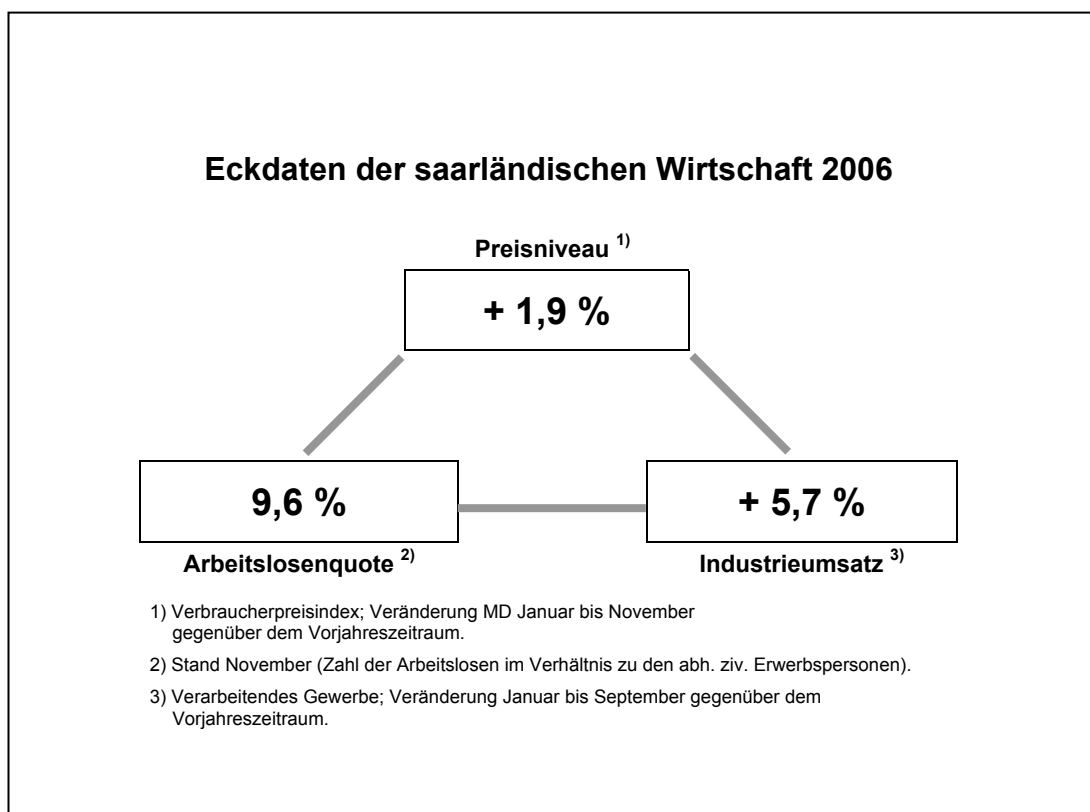 Eckdaten der saarländischen Wirtschaft 2006
Preisniveau 1)
+ 1,9 %
9,6 %
+ 5,7 %
Arbeitslosenquote 2)
Industrieumsatz 3)
1) Verbraucherpreisindex; Veränderung MD Januar bis November
gegenüber dem Vorjahreszeitraum.
2) Stand November (Zahl der Arbeitslosen im Verhältnis zu den abh. ziv. Erwerbspersonen).
3) Verarbeitendes Gewerbe; Veränderung Januar bis September gegenüber dem
Vorjahreszeitraum.